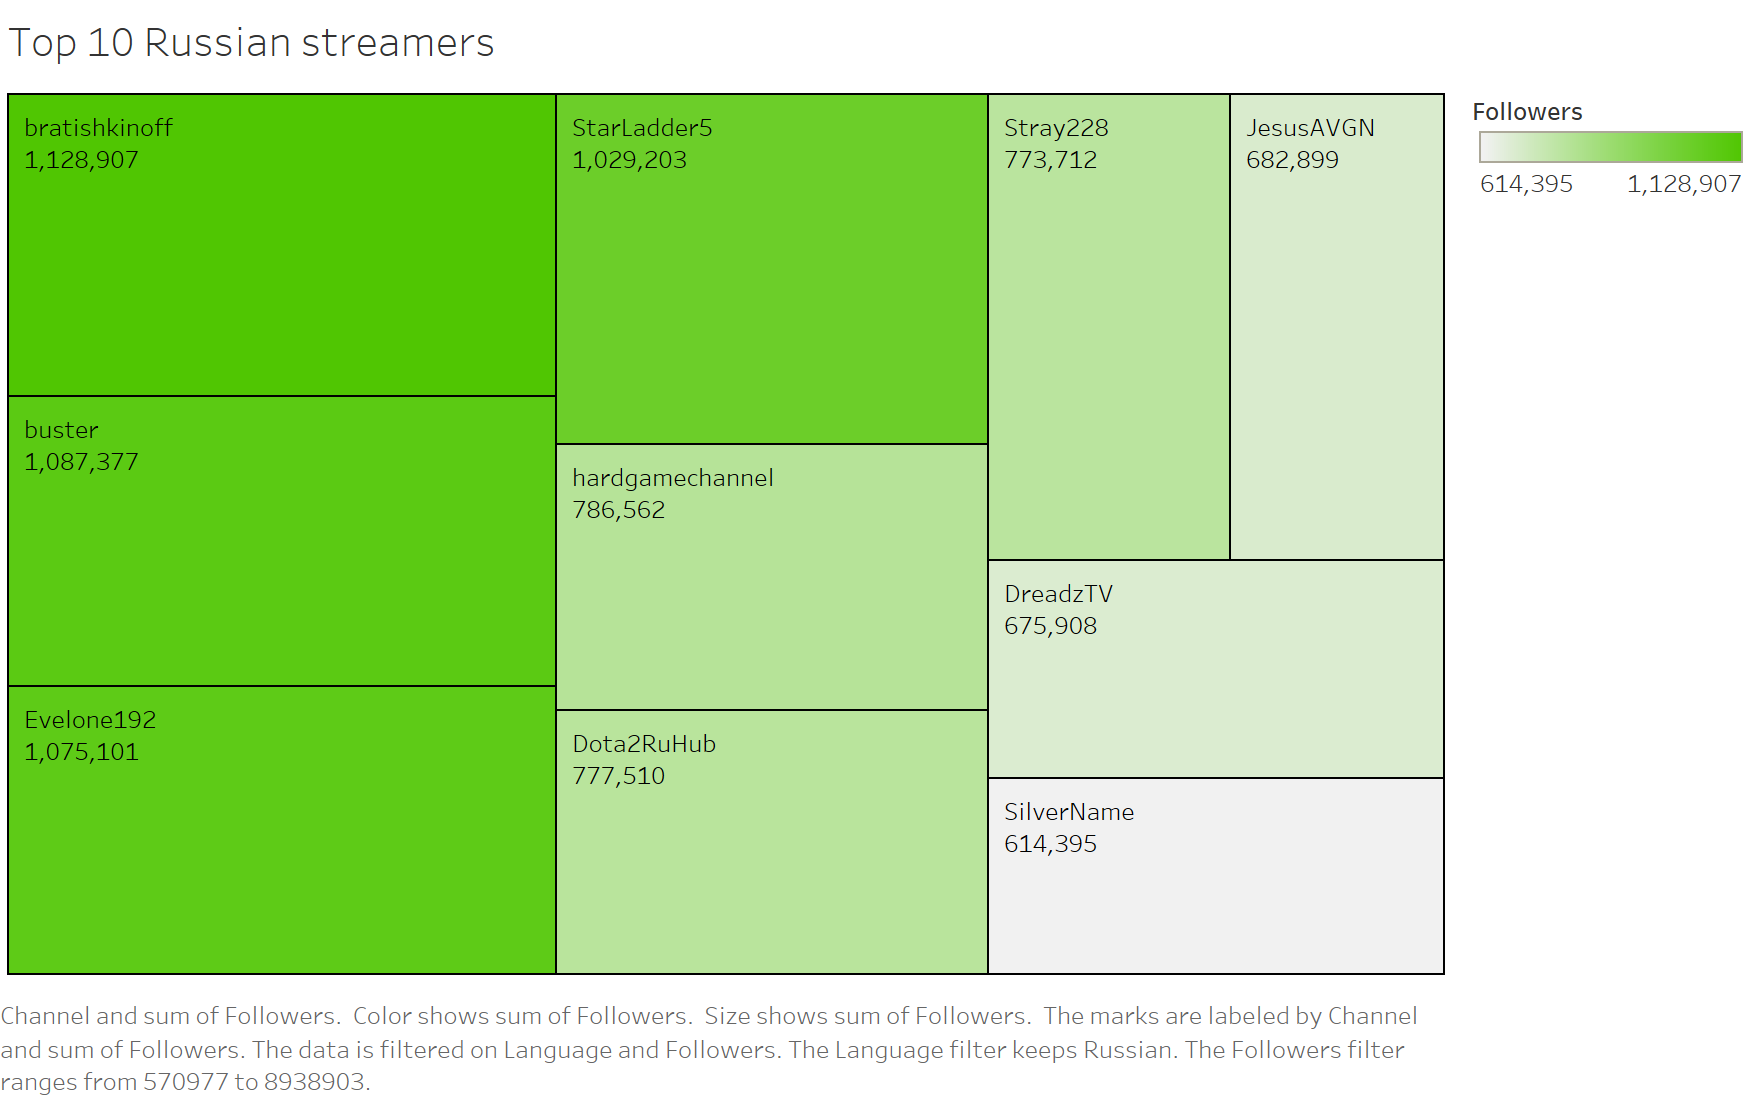 Top 10 Russian streamers
bratishkinoff
1,128,907
buster
1,087,377
Evelone192
1,075,101
StarLadder5
1,029,203
hardgamechannel
786,562
Dota2RuHub
777,510
Stray228
773,712
JesusAVGN
682,899
DreadzTV
675,908
SilverName
614,395
Followers
614,395 1,128,907
Channel and sum of Followers.  Color shows sum of Followers.  Size shows sum of Followers.  The marks are labeled by Channel
and sum of Followers. The data is filtered on Language and Followers. The Language filter keeps Russian. The Followers filter
ranges from 570977 to 8938903.